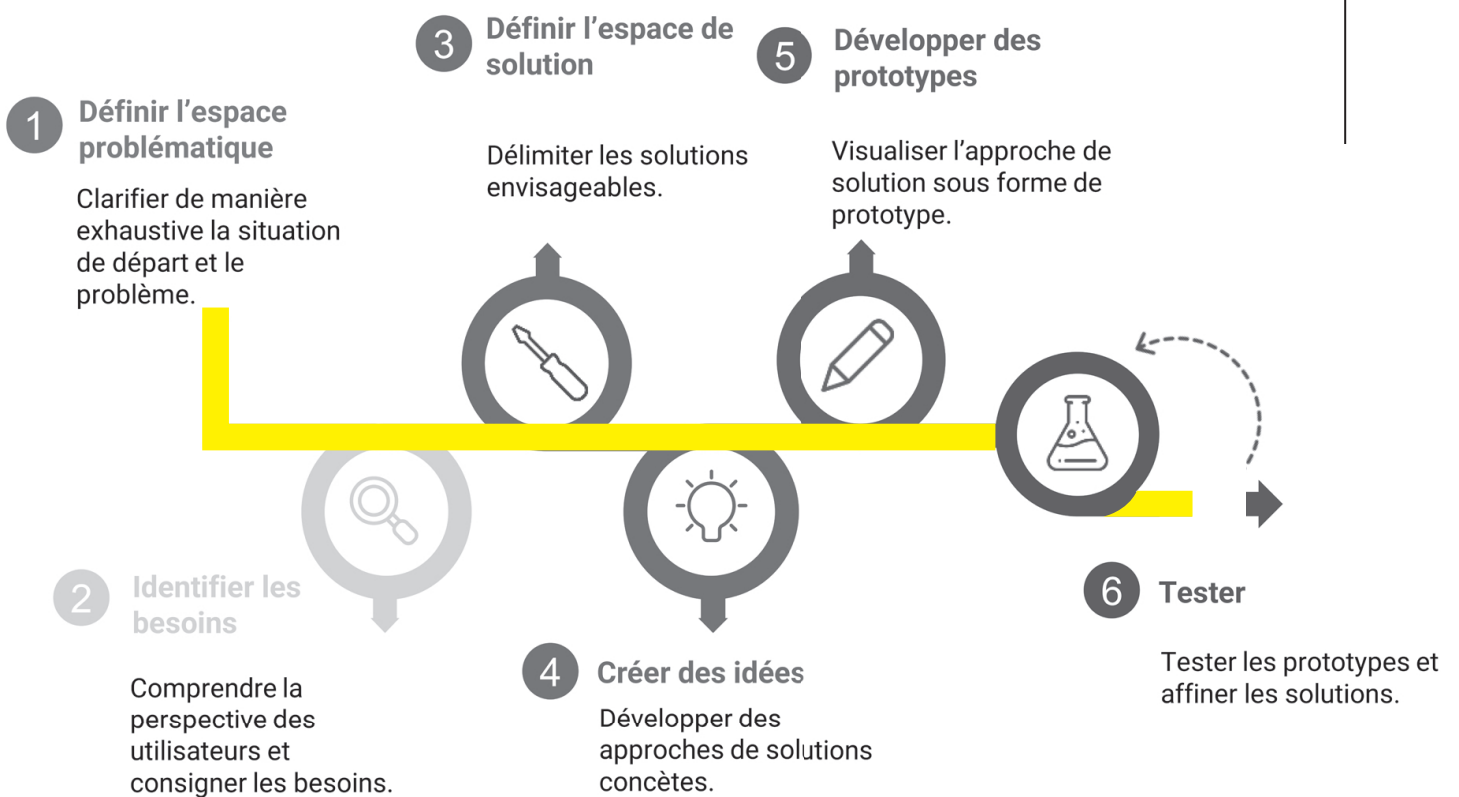 1
Définir l’espace
problématique
Clarifier de manière
exhaustive la situation
de départ et le
problème.
2
Identifier les
besoins
Comprendre la
perspective des
utilisateurs et
consigner les besoins.
3
Définir l’espace de
solution
Délimiter les solutions
envisageables.
4
Créer des idées
Développer des
approches de solutions
concètes.
5
Développer des
prototypes
Visualiser l’approche de
solution sous forme de
prototype.
6
Tester
Tester les prototypes et
affiner les solutions.